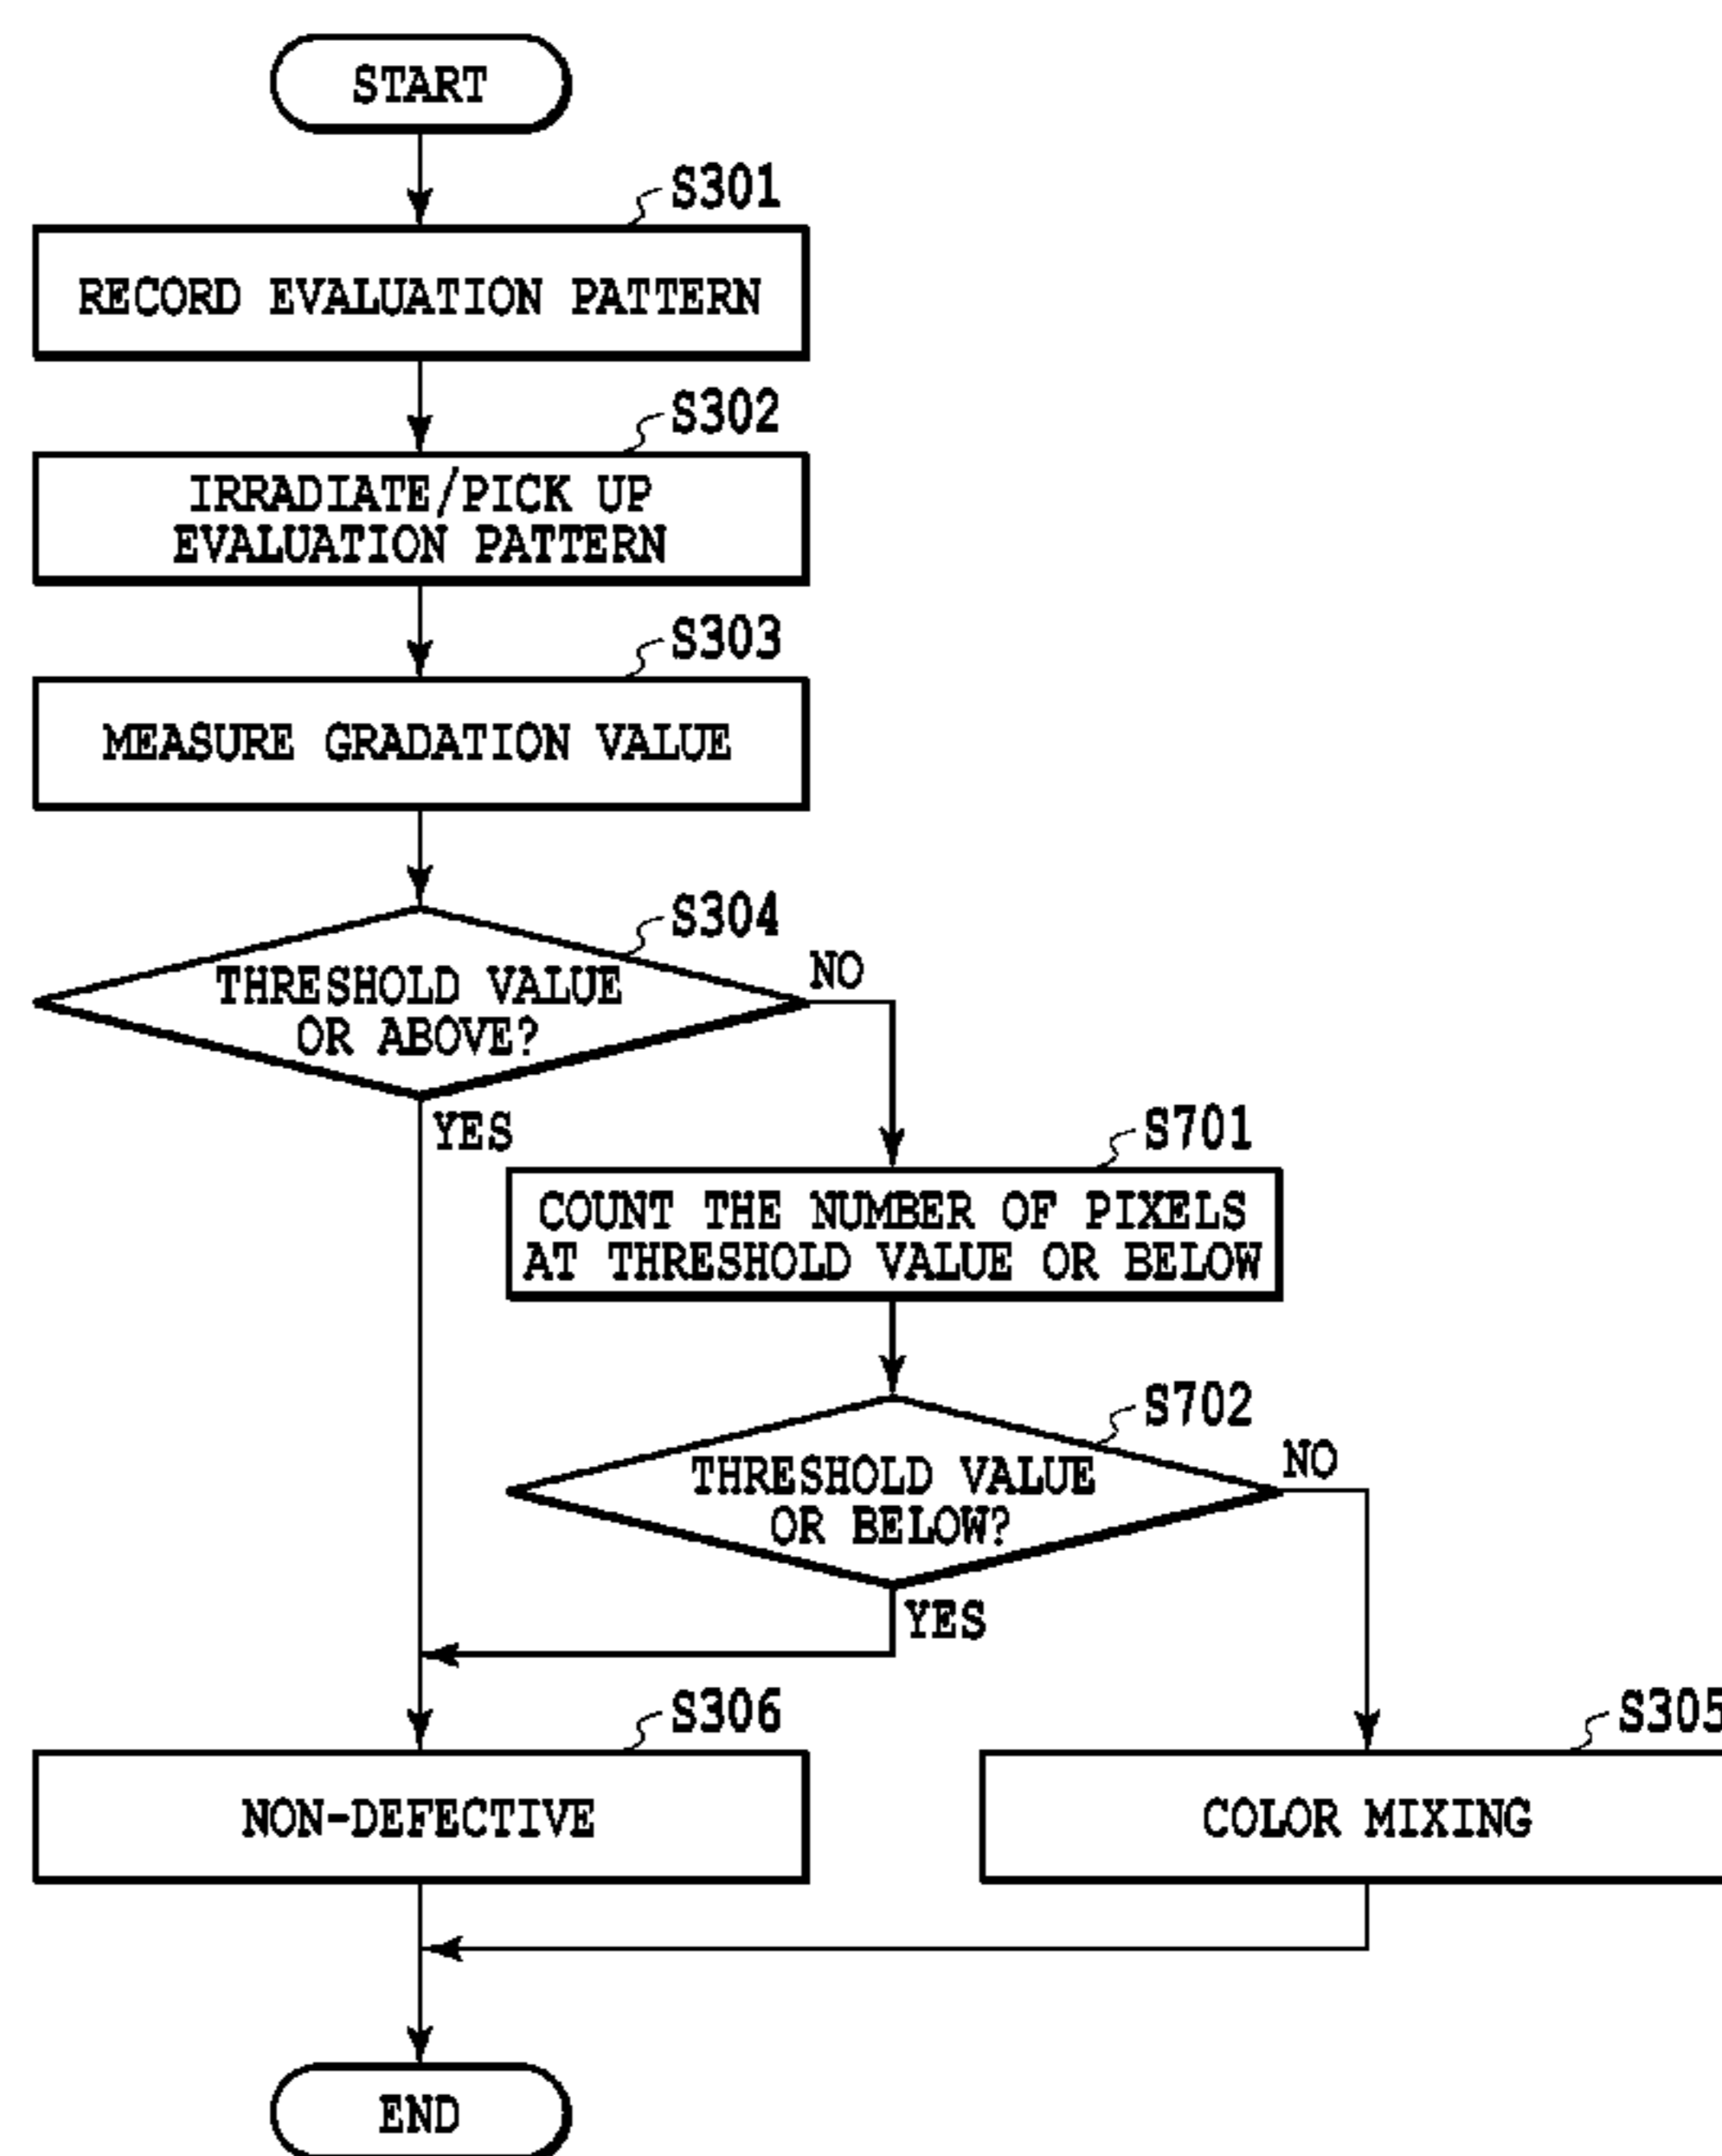 START
S301
RECORD EVALUATION PATTERN
S302
IRRADIATE/PICK UP
EVALUATION PATTERN
S303
MEASURE GRADATION VALUE
S304
THRESHOLD VALUE
OR ABOVE?
NO
YES
S701
COUNT THE NUMBER OF PIXELS
AT THRESHOLD VALUE OR BELOW
S702
THRESHOLD VALUE
OR BELOW?
NO
YES
S306
NON-DEFECTIVE
S305
COLOR MIXING
END